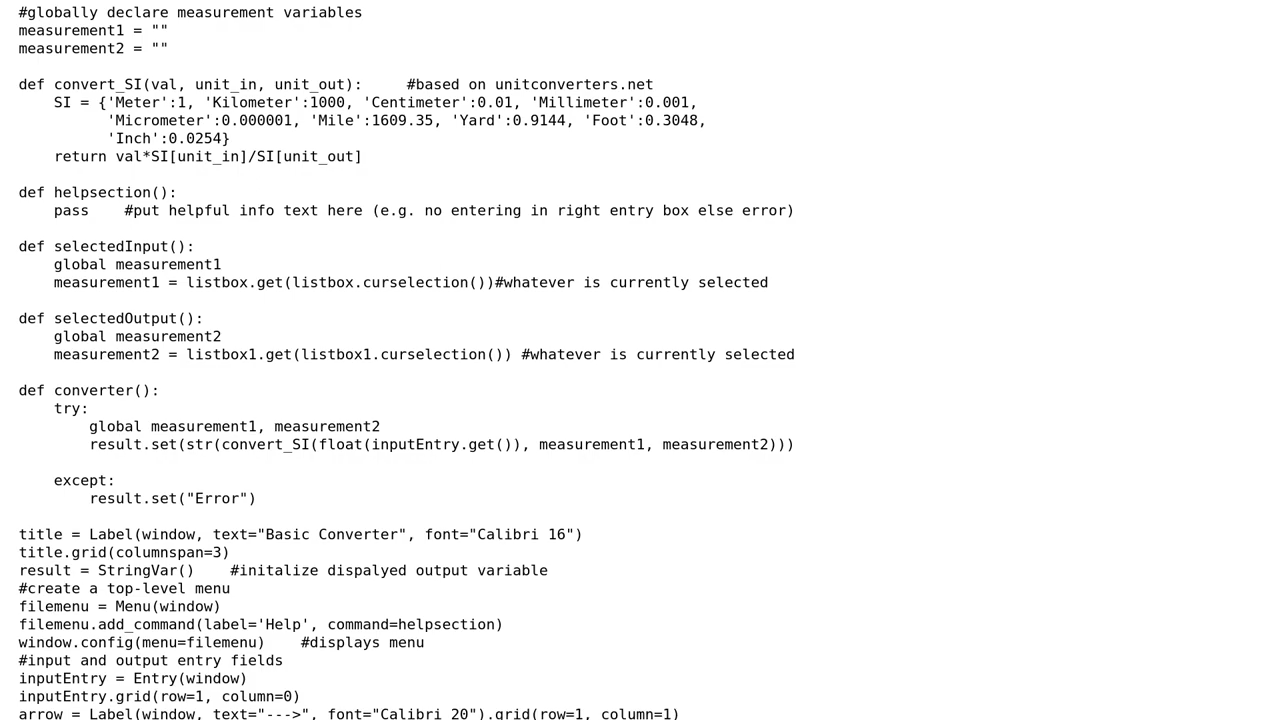 #globally declare measurement variables
measurement1 = ""
measurement2 = ""
def convert_SI(val, unit_in, unit_out):     #based on unitconverters.net
    SI = {'Meter':1, 'Kilometer':1000, 'Centimeter':0.01, 'Millimeter':0.001,
          'Micrometer':0.000001, 'Mile':1609.35, 'Yard':0.9144, 'Foot':0.3048,
          'Inch':0.0254}
    return val*SI[unit_in]/SI[unit_out]
def helpsection():
    pass    #put helpful info text here (e.g. no entering in right entry box else error)
def selectedInput():
    global measurement1
    measurement1 = listbox.get(listbox.curselection())#whatever is currently selected
def selectedOutput():
    global measurement2
    measurement2 = listbox1.get(listbox1.curselection()) #whatever is currently selected
def converter():
    try:
        global measurement1, measurement2
        result.set(str(convert_SI(float(inputEntry.get()), measurement1, measurement2)))
    except:
        result.set("Error")
title = Label(window, text="Basic Converter", font="Calibri 16")
title.grid(columnspan=3)
result = StringVar()    #initalize dispalyed output variable
#create a top-level menu
filemenu = Menu(window)
filemenu.add_command(label='Help', command=helpsection)
window.config(menu=filemenu)    #displays menu
#input and output entry fields
inputEntry = Entry(window)
inputEntry.grid(row=1, column=0)
arrow = Label(window, text="--->", font="Calibri 20").grid(row=1, column=1)